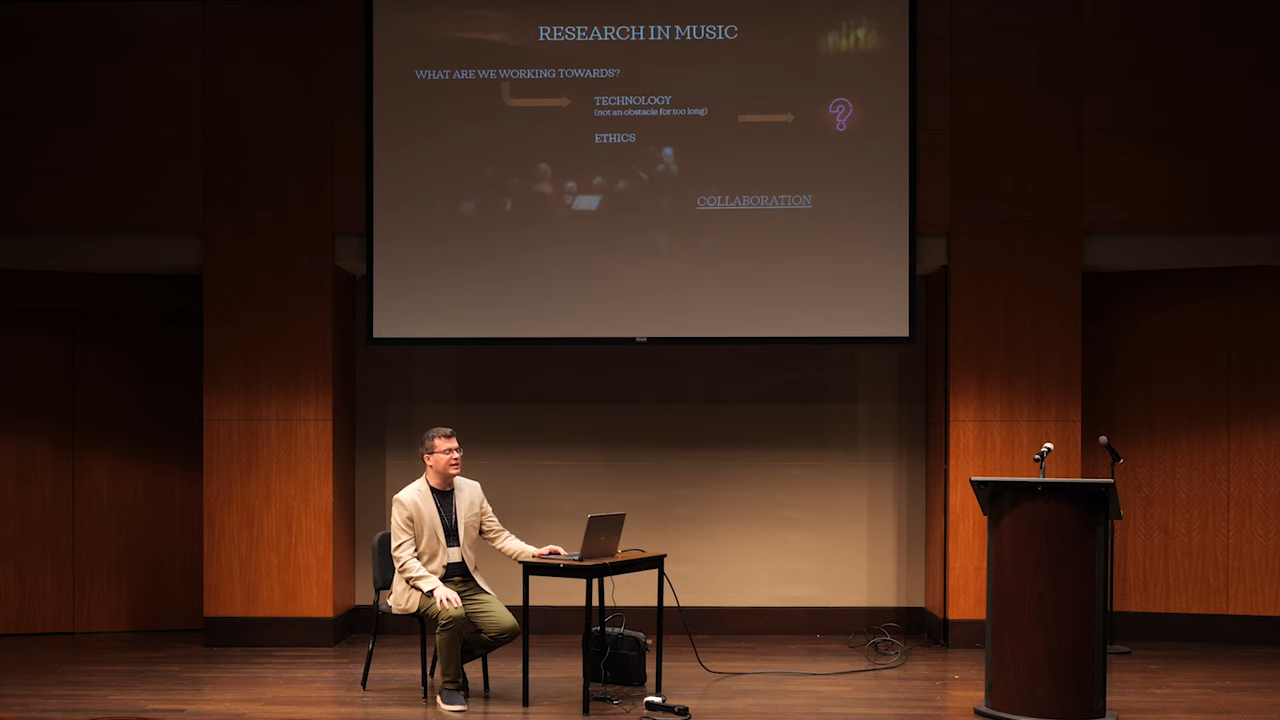 RESEARCH IN MUSIC
WHAT ARE WE WORKING TOWARDS?
TECHNOLOGY
(not an obstacle for too long)
?
ETHICS
COLLABORATION